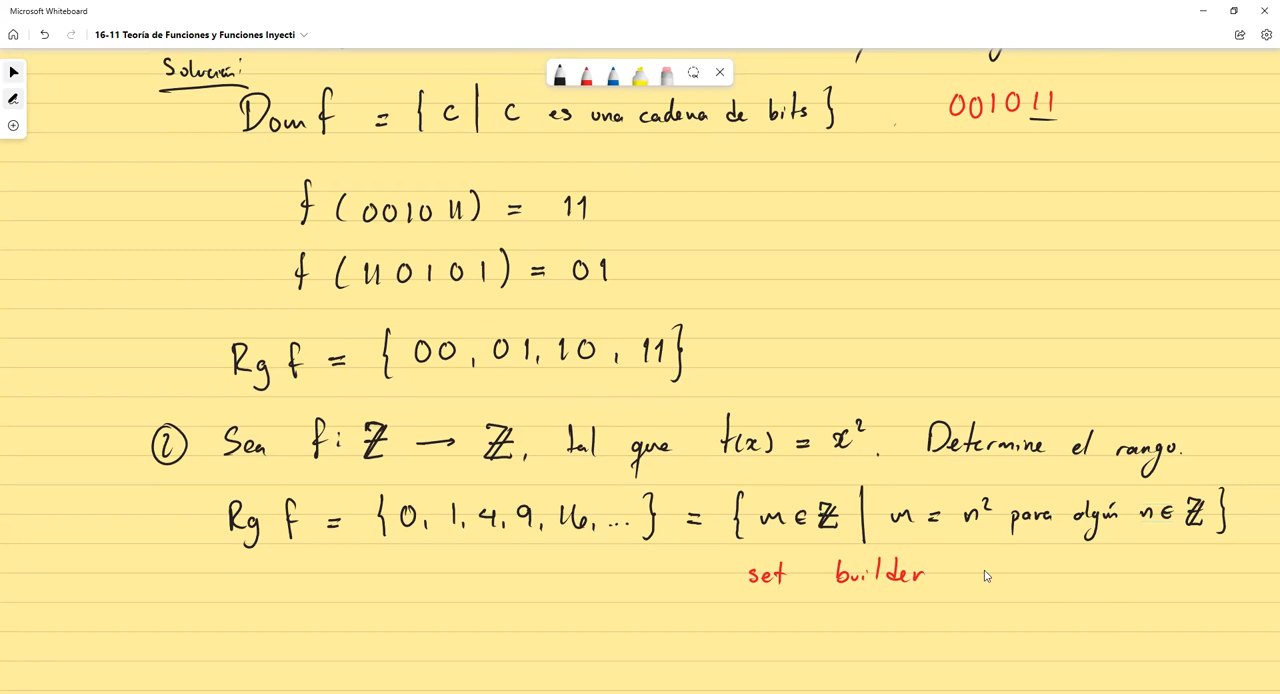 Microsoft Whiteboard
16-11 Teoría de Funciones y Funciones Inyecti
Solución:
Dom f = { c | c es una cadena de bits }
001011
f ( 001011 ) = 11
f ( 110101 ) = 01
Rg f = { 00, 01, 10, 11 }
② Sea f: ℤ → ℤ, tal que f(x) = x². Determine el rango.
Rg f = { 0, 1, 4, 9, 16, ... } = { m ∈ ℤ | m = n² para algún n ∈ ℤ }
set builder